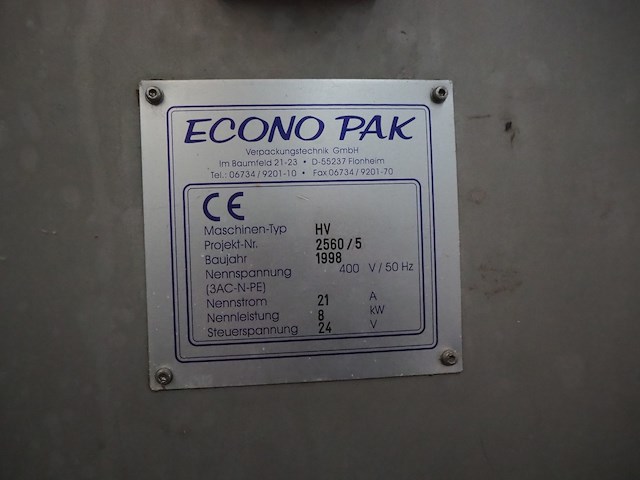 ECONO PAK
Verpackungstechnik GmbH
Im Baumfeld 21-23 • D-55237 Flonheim
Tel.: 06734/9201-10 • Fax 06734/9201-70
CE
Maschinen-Typ HV
Projekt-Nr. 2560/5
Baujahr 1998
Nennspannung 400 V/50 Hz
(3AC-N-PE)
Nennstrom 21 A
Nennleistung 8 kW
Steuerspannung 24 V